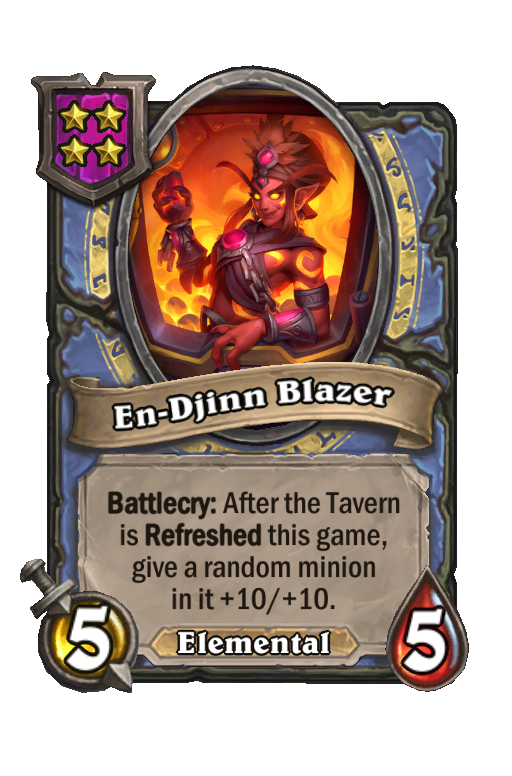 En-Djinn Blazer
Battlecry: After the Tavern
is Refreshed this game,
give a random minion
in it +10/+10.
5
Elemental
5